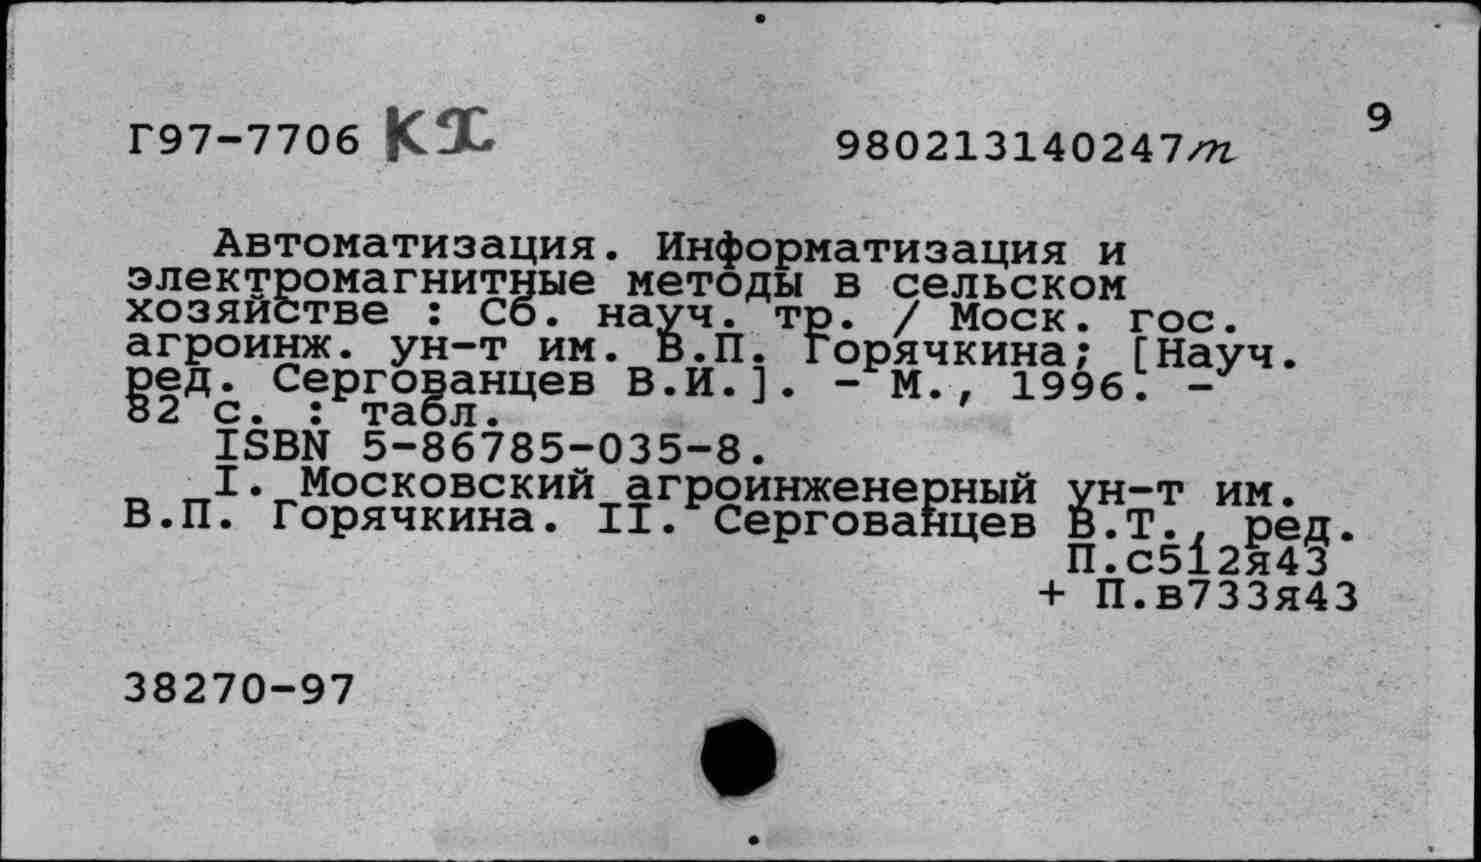 Г97-7706 КХ 980213140247m 9
Автоматизация. Информатизация и
электромагнитные методы в сельском
хозяйстве : Сб. науч. тр. / Моск. гос.
агроинж. ун-т им. В.П. Горячкина; [Науч.
ред. Сергованцев В.И.]. - М., 1996. -
82 с. : табл.
ISBN 5-86785-035-8.
I. Московский агроинженерный ун-т им.
В.П. Горячкина. II. Сергованцев В.Т., ред.
П.с512я43
+ П.в733я43
38270-97